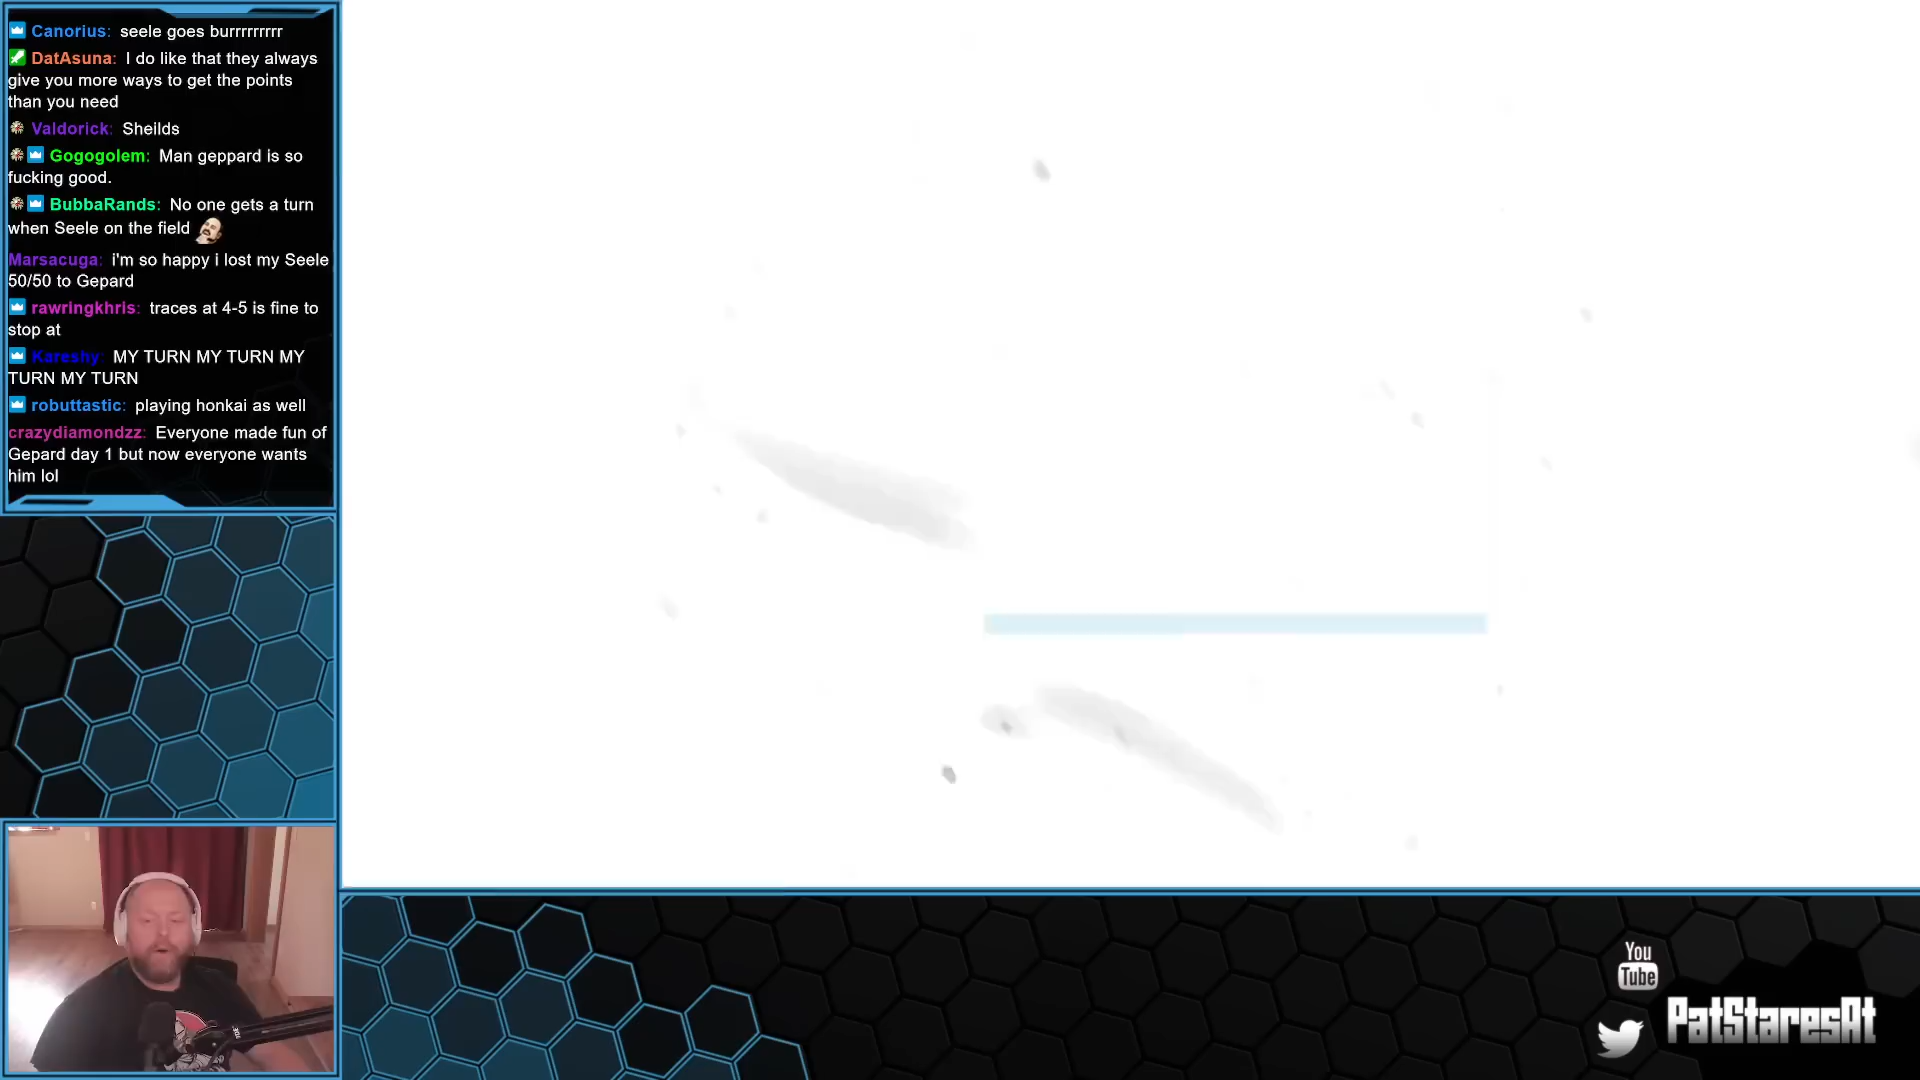 Canorius: seele goes burrrrrrrrr
DatAsuna: I do like that they always
give you more ways to get the points
than you need
Valdorick: Sheilds
Gogogolem: Man geppard is so
fucking good.
BubbaRands: No one gets a turn
when Seele on the field
Marsacuga: i'm so happy i lost my Seele
50/50 to Gepard
rawringkhris: traces at 4-5 is fine to
stop at
Kareshy: MY TURN MY TURN MY
TURN MY TURN
robuttastic: playing honkai as well
crazydiamondzz: Everyone made fun of
Gepard day 1 but now everyone wants
him lol
You
Tube
PatStaresAt